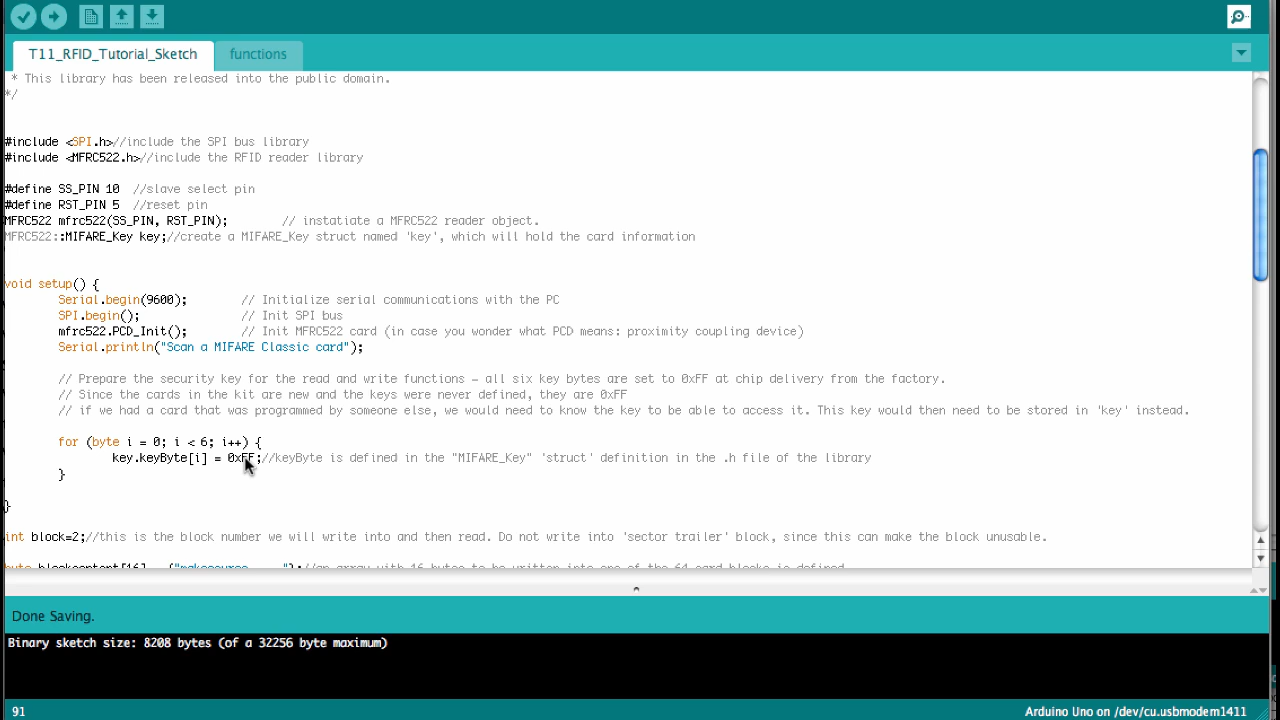 T11_RFID_Tutorial_Sketch functions
* This library has been released into the public domain.
*/
#include <SPI.h>//include the SPI bus library
#include <MFRC522.h>//include the RFID reader library
#define SS_PIN 10 //slave select pin
#define RST_PIN 5 //reset pin
MFRC522 mfrc522(SS_PIN, RST_PIN); // instatiate a MFRC522 reader object.
MFRC522::MIFARE_Key key;//create a MIFARE_Key struct named 'key', which will hold the card information
void setup() {
Serial.begin(9600); // Initialize serial communications with the PC
SPI.begin(); // Init SPI bus
mfrc522.PCD_Init(); // Init MFRC522 card (in case you wonder what PCD means: proximity coupling device)
Serial.println("Scan a MIFARE Classic card");
// Prepare the security key for the read and write functions – all six key bytes are set to 0xFF at chip delivery from the factory.
// Since the cards in the kit are new and the keys were never defined, they are 0xFF
// if we had a card that was programmed by someone else, we would need to know the key to be able to access it. This key would then need to be stored in 'key' instead.
for (byte i = 0; i < 6; i++) {
key.keyByte[i] = 0xFF;//keyByte is defined in the "MIFARE_Key" 'struct' definition in the .h file of the library
}
}
int block=2;//this is the block number we will write into and then read. Do not write into 'sector trailer' block, since this can make the block unusable.
Done Saving.
Binary sketch size: 8208 bytes (of a 32256 byte maximum)
91 Arduino Uno on /dev/cu.usbmodem1411